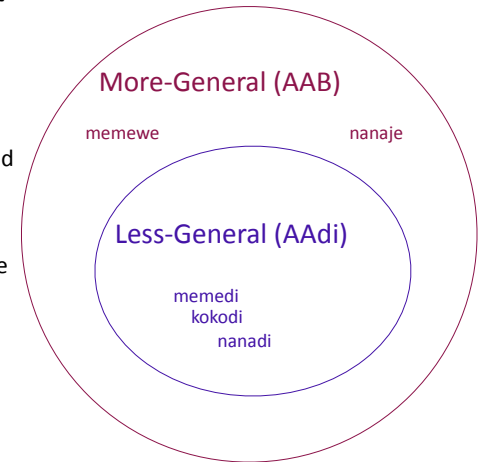 More-General (AAB)
memewe nanaje
d
Less-General (AAdi)
e
memedi
kokodi
nanadi